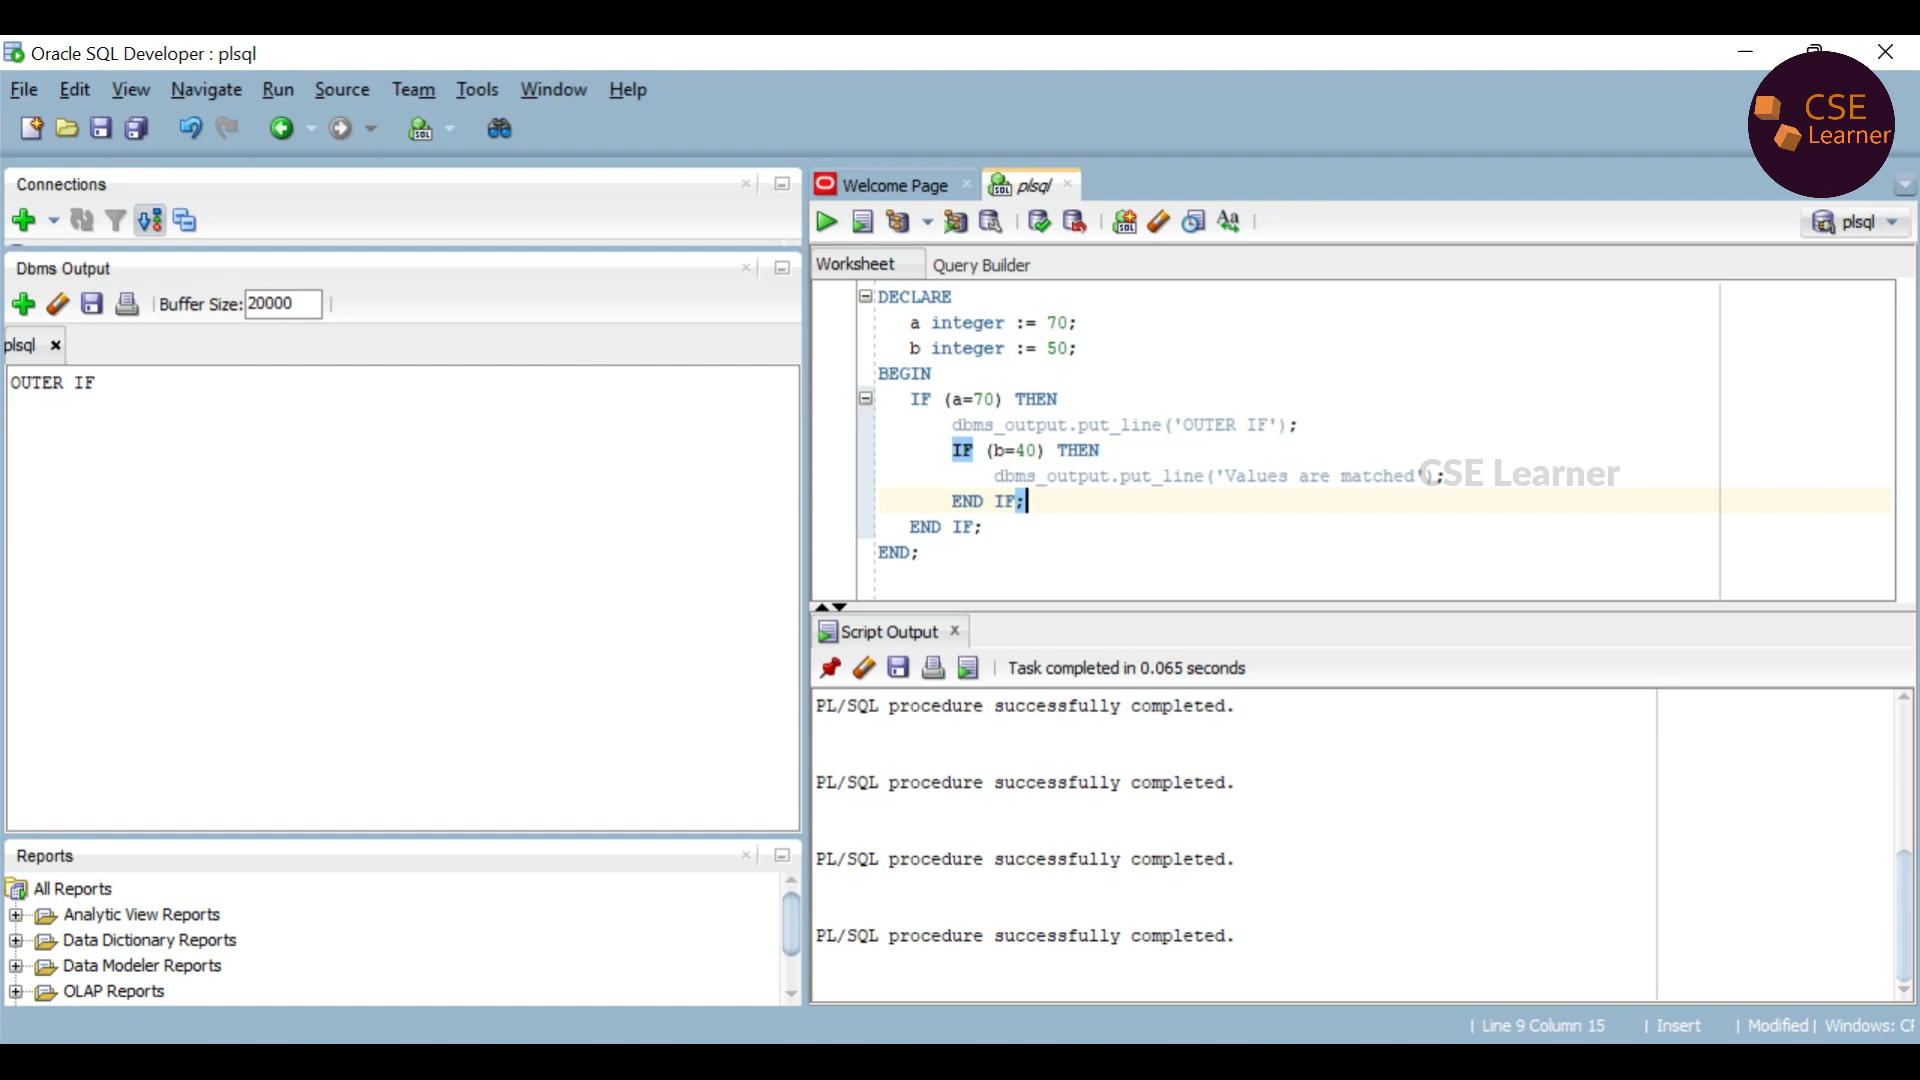 Oracle SQL Developer : plsql
File Edit View Navigate Run Source Team Tools Window Help
CSE
Learner
Connections
Dbms Output
Buffer Size: 20000
plsql
OUTER IF
Reports
All Reports
Analytic View Reports
Data Dictionary Reports
Data Modeler Reports
OLAP Reports
Welcome Page
plsql
plsql
Worksheet Query Builder
DECLARE
a integer := 70;
b integer := 50;
BEGIN
IF (a=70) THEN
dbms_output.put_line('OUTER IF');
IF (b=40) THEN
dbms_output.put_line('Values are matched');
CSE Learner
END IF;
END IF;
END;
Script Output
Task completed in 0.065 seconds
PL/SQL procedure successfully completed.
PL/SQL procedure successfully completed.
PL/SQL procedure successfully completed.
PL/SQL procedure successfully completed.
| Line 9 Column 15 | Insert | Modified | Windows: